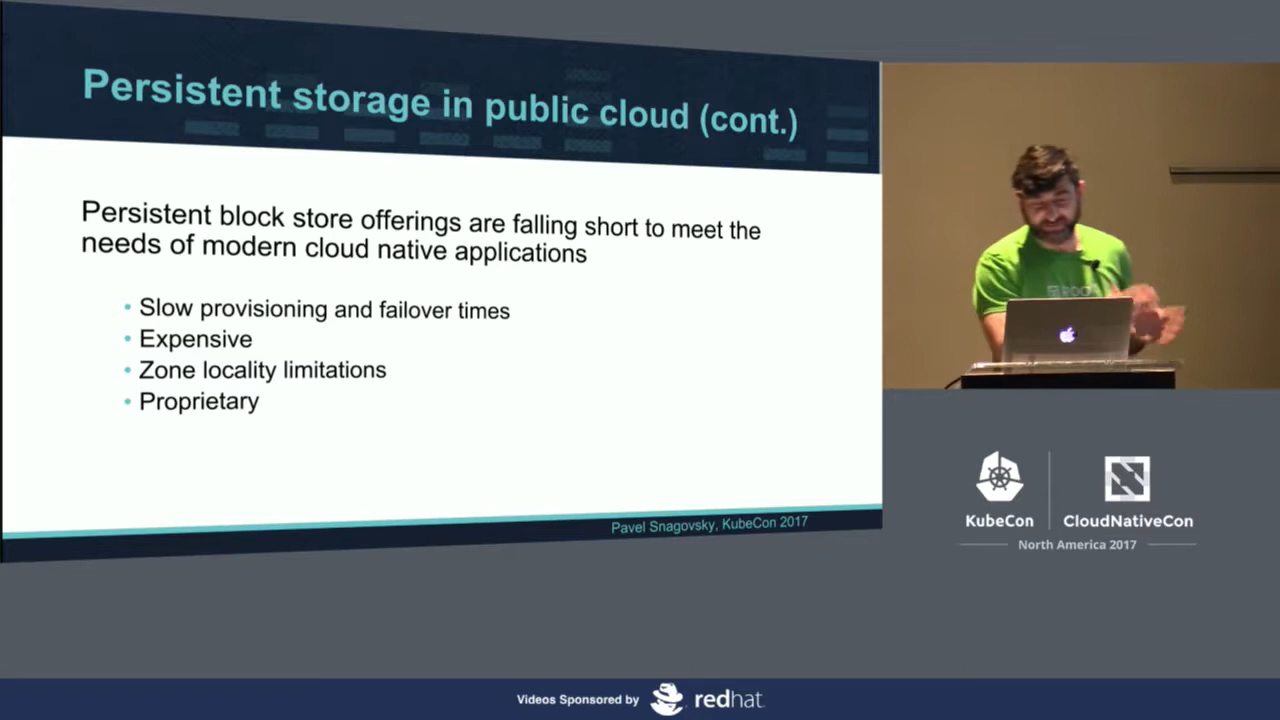 Persistent storage in public cloud (cont.)
Persistent block store offerings are falling short to meet the
needs of modern cloud native applications
• Slow provisioning and failover times
• Expensive
• Zone locality limitations
• Proprietary
Pavel Snagovsky, KubeCon 2017
KubeCon
CloudNativeCon
North America 2017
Videos Sponsored by
redhat.